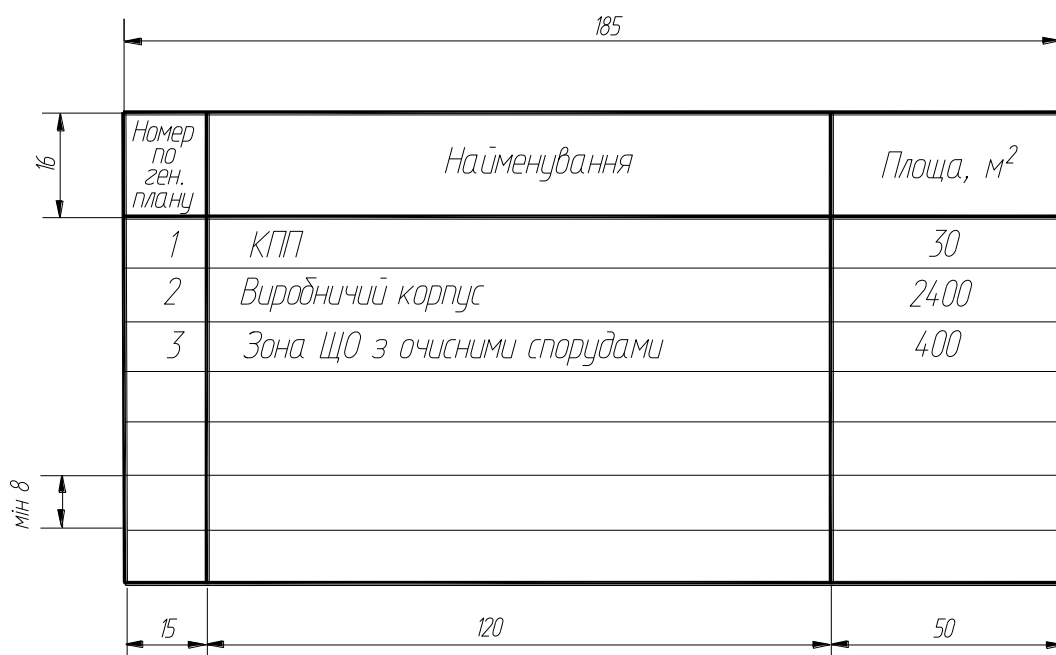 185
16
Номер
по
ген.
плану
Найменування
Площа, м²
1 КПП 30
2 Виробничий корпус 2400
3 Зона ЩО з очисними спорудами 400
мін 8
15 120 50